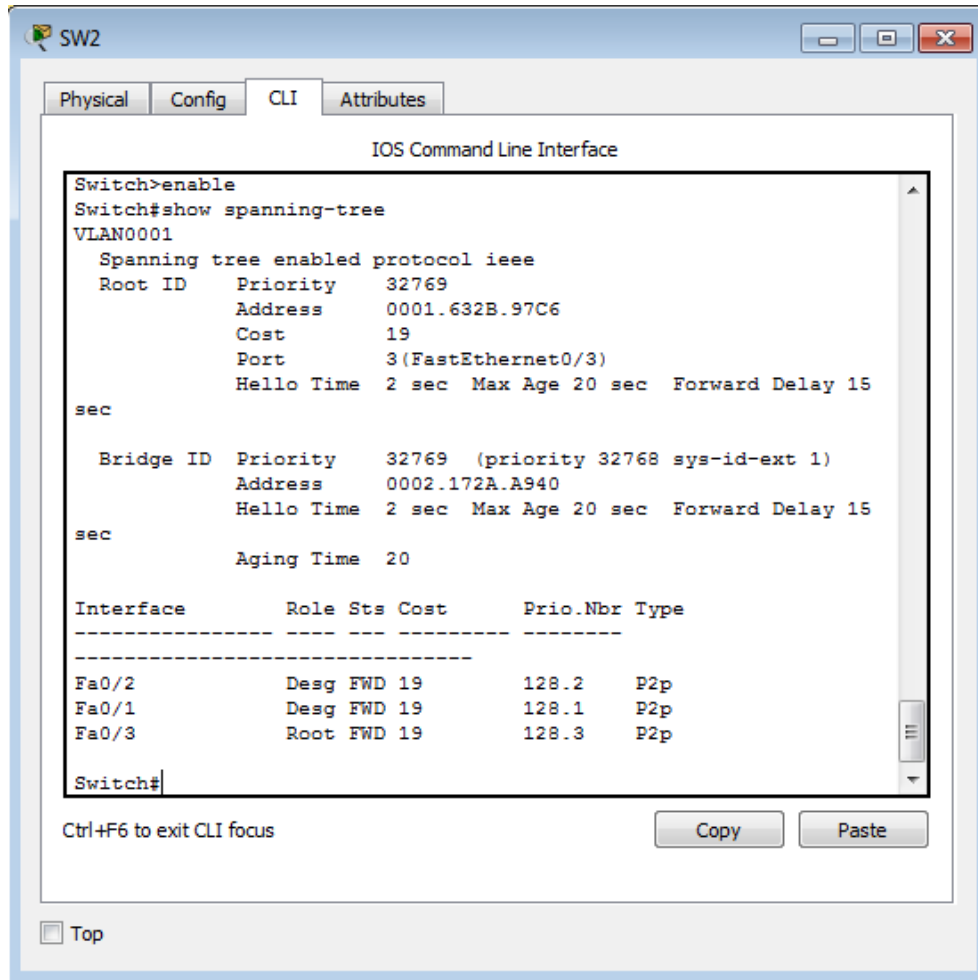 SW2
Physical Config CLI Attributes
IOS Command Line Interface
Switch>enable
Switch#show spanning-tree
VLAN0001
  Spanning tree enabled protocol ieee
  Root ID    Priority    32769
             Address     0001.632B.97C6
             Cost        19
             Port        3(FastEthernet0/3)
             Hello Time  2 sec  Max Age 20 sec  Forward Delay 15
sec

  Bridge ID  Priority    32769  (priority 32768 sys-id-ext 1)
             Address     0002.172A.A940
             Hello Time  2 sec  Max Age 20 sec  Forward Delay 15
sec
             Aging Time  20

Interface        Role Sts Cost      Prio.Nbr Type
---------------- ---- --- --------- --------
--------------------------------
Fa0/2            Desg FWD 19        128.2    P2p
Fa0/1            Desg FWD 19        128.1    P2p
Fa0/3            Root FWD 19        128.3    P2p

Switch#
Ctrl+F6 to exit CLI focus Copy Paste
Top